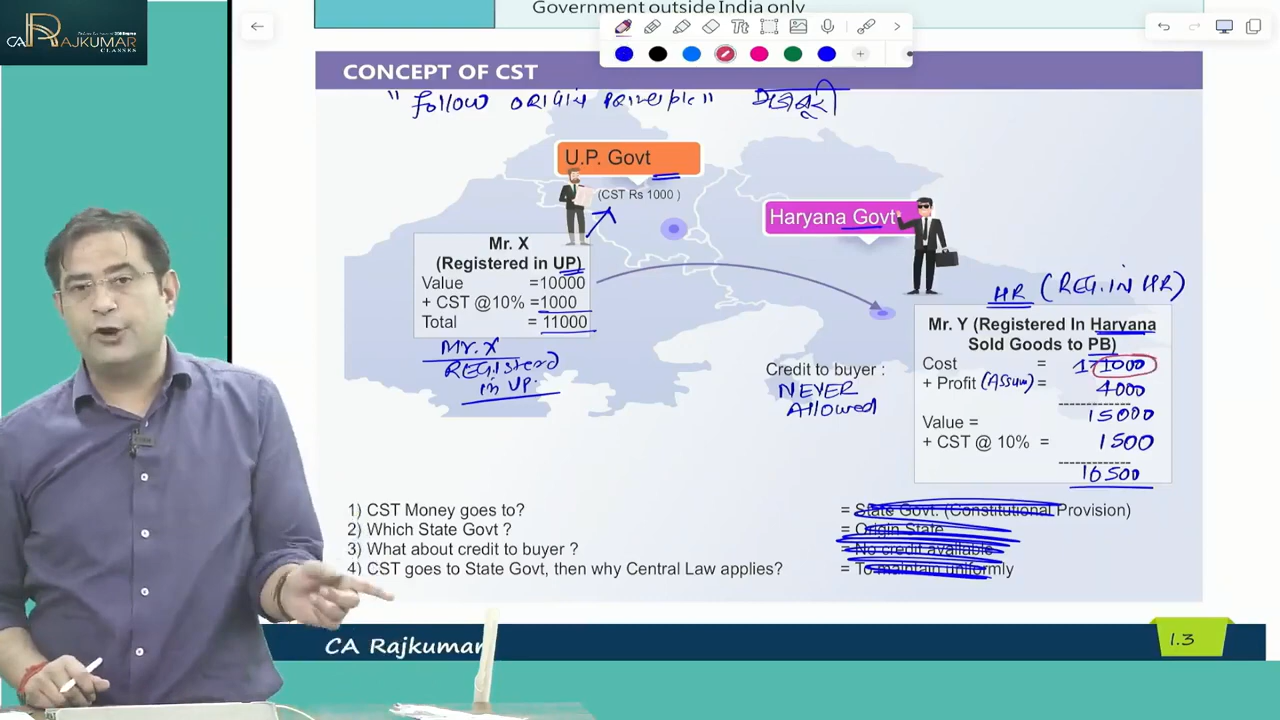 Government outside India only
CA RAJKUMAR
CLASSES
Tt
CONCEPT OF CST
"follow origin principle"
U.P. Govt
(CST Rs 1000 )
Haryana Govt
Mr. X
(Registered in UP)
Value =10000
+ CST @10% =1000
Total = 11000
Mr. X
REGIStered
in UP.
HR (REG. in HR)
Mr. Y (Registered In Haryana
Sold Goods to PB)
Cost = 11000
+ Profit (Assum) = 4000
15000
Value =
+ CST @ 10% = 1500
16500
Credit to buyer :
NEVER
Allowed
1) CST Money goes to? = State Govt. (Constitutional Provision)
2) Which State Govt ? = Origin State
3) What about credit to buyer ? = No credit available
4) CST goes to State Govt, then why Central Law applies? = To maintain uniformly
CA Rajkumar
1.3